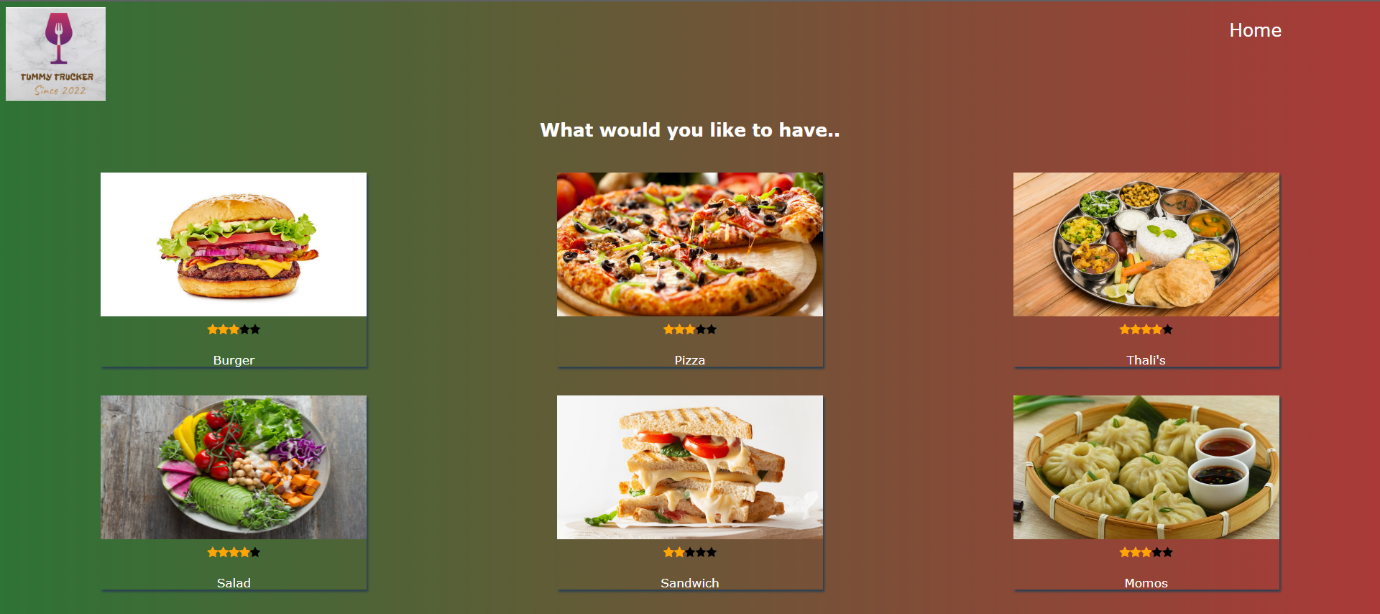 TUMMY TRUCKER
Since 2022
Home
What would you like to have..
Burger
Pizza
Thali's
Salad
Sandwich
Momos